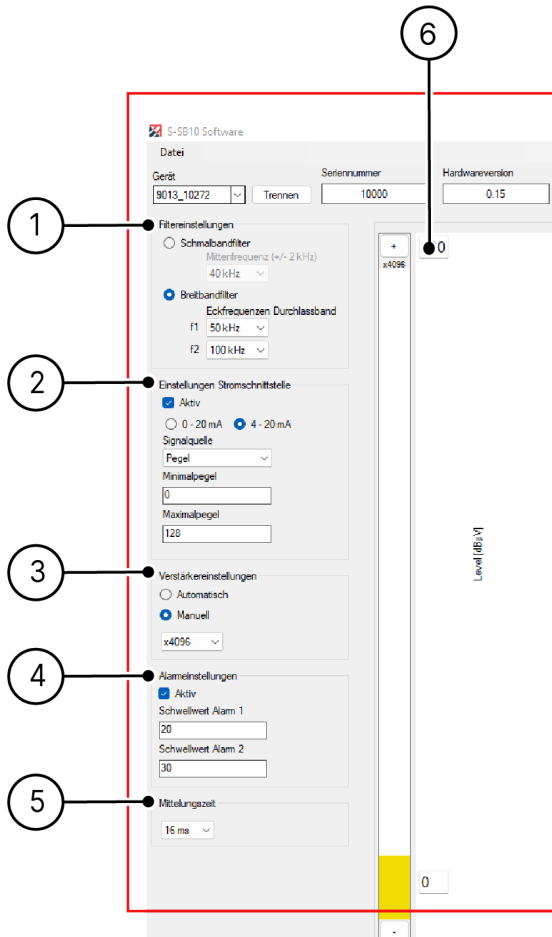 6
S-SB10 Software
Datei
Gerät
Seriennummer
Hardwareversion
9013_10272
Trennen
10000
0.15
1
Filtereinstellungen
Schmalbandfilter
Mittenfrequenz (+/- 2 kHz)
40 kHz
Breitbandfilter
Eckfrequenzen Durchlassband
f1 50 kHz
f2 100 kHz
2
Einstellungen Stromschnittstelle
Aktiv
0 - 20 mA 4 - 20 mA
Signalquelle
Pegel
Minimalpegel
0
Maximalpegel
128
3
Verstärkereinstellungen
Automatisch
Manuell
x4096
4
Alarmeinstellungen
Aktiv
Schwellwert Alarm 1
20
Schwellwert Alarm 2
30
5
Mittelungszeit
16 ms
+
x4096
0
Level [dBµV]
0
-